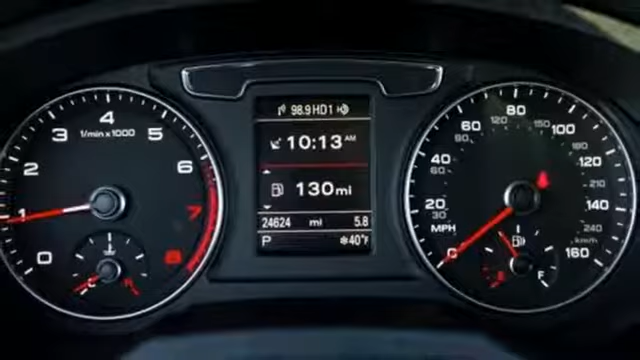 98.9 HD1
10:13 AM
130 mi
24624 mi 5.8
P *40°F
0 1 2 3 4 5 6 7 8
1/min x 1000
C H
0 20 40 60 80 100 120 140 160
MPH
30 60 90 120 150 180 210 240
km/h
F